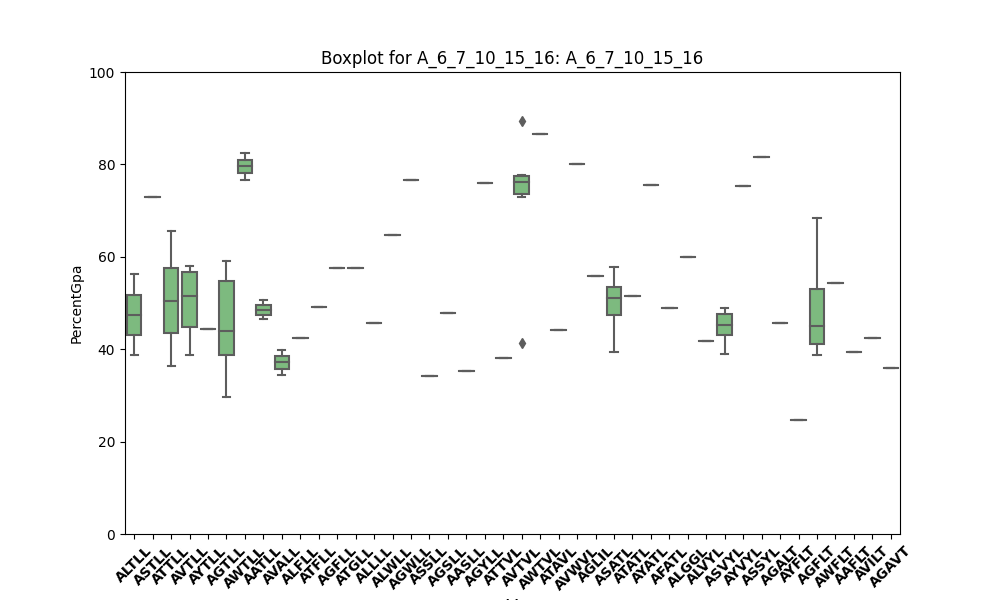 Boxplot for A_6_7_10_15_16: A_6_7_10_15_16
PercentGpa
100
80
60
40
20
0
ALTLL
ASTLL
ATTLL
AVTLL
AYTLL
AGTLL
AWTLL
AATLL
AVALL
ALFLL
ATFLL
AGFLL
ATGLL
ALLLL
ALWLL
AGWLL
ASSLL
AGSLL
AASLL
AGYLL
ATTVL
AVTVL
AWTVL
ATAVL
AVWVL
AGLIL
ASATL
ATATL
AYATL
AFATL
ALGGL
ALVYL
ASVYL
AYVYL
ASSYL
AGALT
AYFLT
AGFLT
AWFLT
AAFLT
AVILT
AGAVT